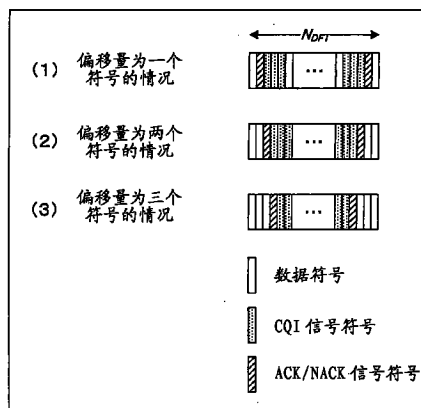 N_DFT
(1) 偏移量为一个
符号的情况
...
(2) 偏移量为两个
符号的情况
...
(3) 偏移量为三个
符号的情况
...
数据符号
CQI 信号符号
ACK/NACK 信号符号